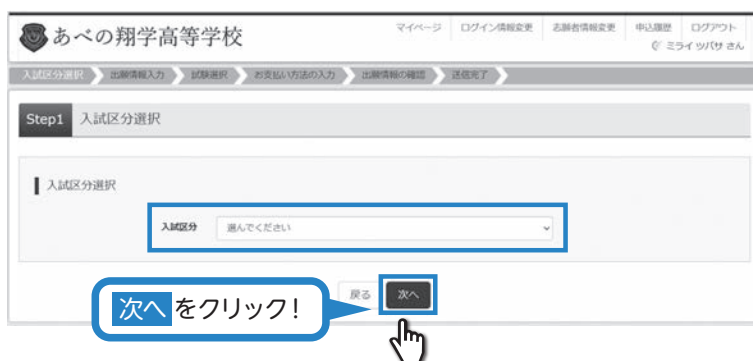 あべの翔学高等学校
マイページ ログイン情報変更 志願者情報変更 申込履歴 ログアウト
ミライ ツバサ さん
入試区分選択 出願情報入力 試験選択 お支払い方法の入力 出願情報の確認 送信完了
Step1 入試区分選択
入試区分選択
入試区分 選んでください
戻る 次へ
次へ をクリック!